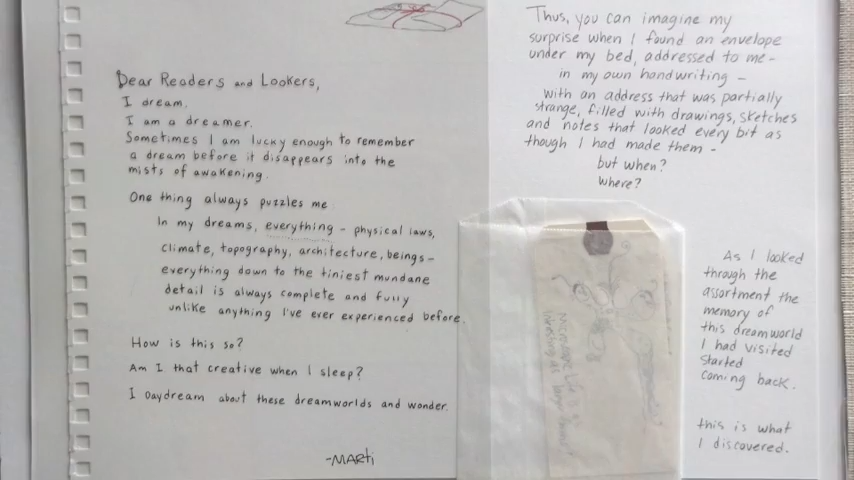 Dear Readers and Lookers,
I dream.
I am a dreamer.
Sometimes I am lucky enough to remember
a dream before it disappears into the
mists of awakening.
One thing always puzzles me
In my dreams, everything - physical laws,
climate, topography, architecture, beings -
everything down to the tiniest mundane
detail is always complete and fully
unlike anything I've ever experienced before.
How is this so?
Am I that creative when I sleep?
I Daydream about these dreamworlds and wonder.
-MARti
Thus, you can imagine my
surprise when I found an envelope
under my bed, addressed to me -
in my own handwriting -
with an address that was partially
strange, filled with drawings, sketches
and notes that looked every bit as
though I had made them -
but when?
where?
As I looked
through the
assortment the
memory of
this dreamworld
I had visited
started
coming back.
this is what
I discovered.